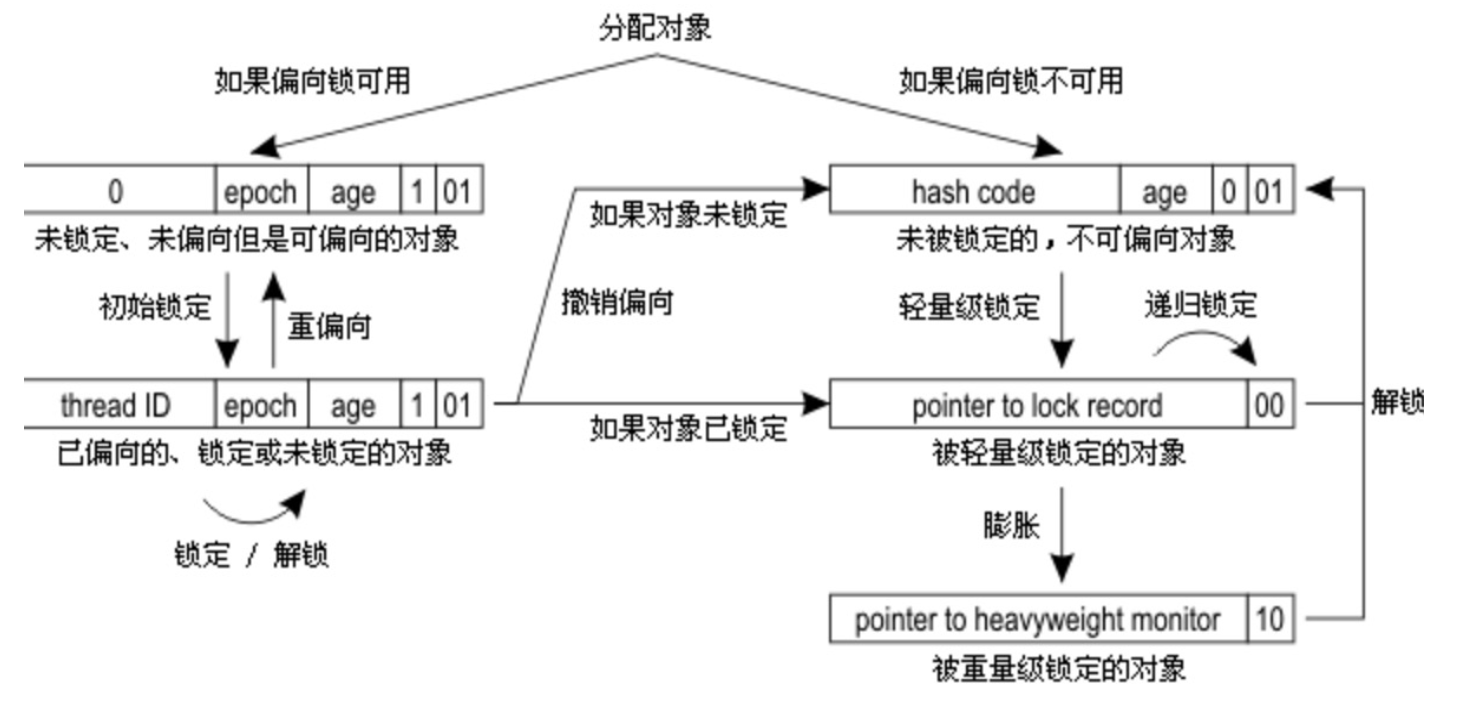 分配对象
如果偏向锁可用
如果偏向锁不可用
0 epoch age 1 01
hash code age 0 01
未锁定、未偏向但是可偏向的对象
如果对象未锁定
未被锁定的，不可偏向对象
初始锁定
重偏向
撤销偏向
轻量级锁定
递归锁定
thread ID epoch age 1 01
pointer to lock record 00
解锁
已偏向的、锁定或未锁定的对象
如果对象已锁定
被轻量级锁定的对象
锁定 / 解锁
膨胀
pointer to heavyweight monitor 10
被重量级锁定的对象